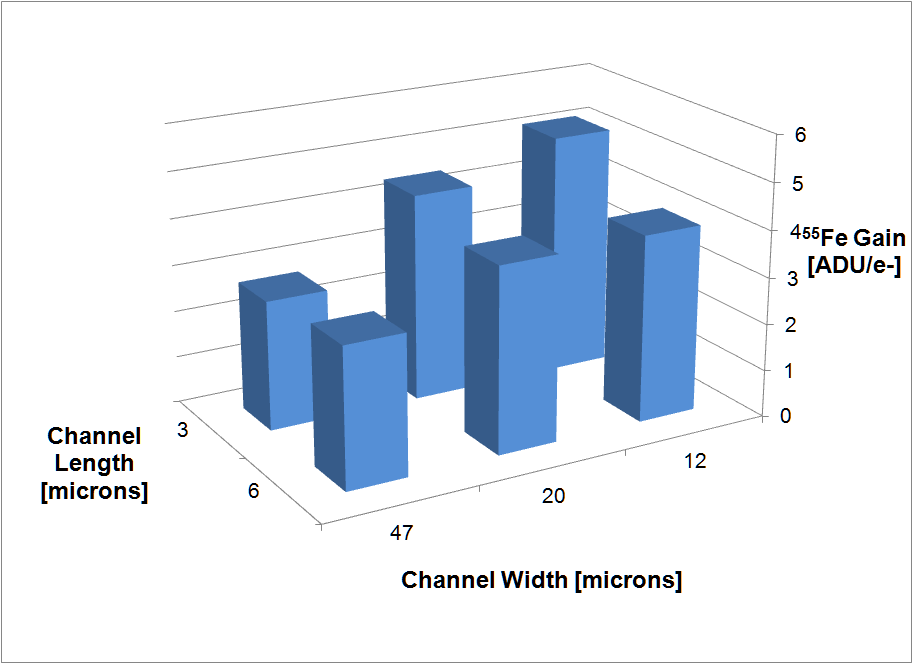 6
5
4
3
2
1
0
⁵⁵Fe Gain
[ADU/e-]
3
6
Channel
Length
[microns]
12
20
47
Channel Width [microns]